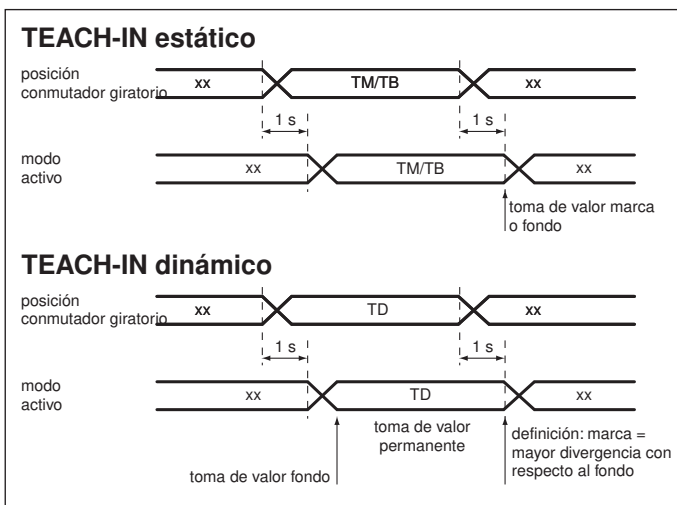 TEACH-IN estático
posición
conmutador giratorio
xx
TM/TB
xx
1 s
1 s
modo
activo
xx
TM/TB
xx
toma de valor marca
o fondo
TEACH-IN dinámico
posición
conmutador giratorio
xx
TD
xx
1 s
1 s
modo
activo
xx
TD
xx
toma de valor
permanente
definición: marca =
mayor divergencia con
respecto al fondo
toma de valor fondo